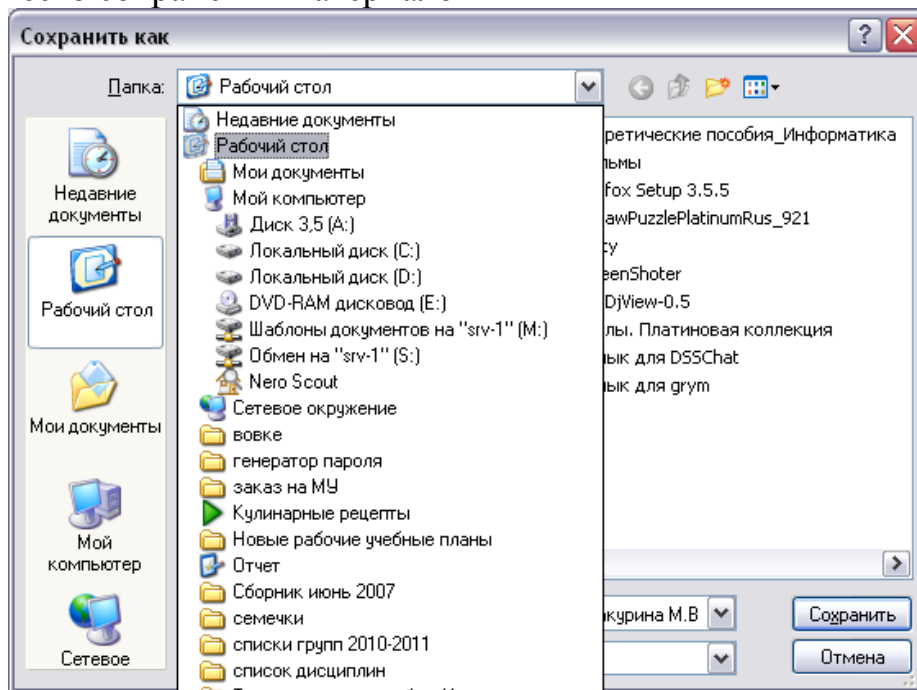 Сохранить как
Папка: Рабочий стол
Недавние документы
Рабочий стол
Мои документы
Мой компьютер
Диск 3,5 (A:)
Локальный диск (C:)
Локальный диск (D:)
DVD-RAM дисковод (E:)
Шаблоны документов на "srv-1" (M:)
Обмен на "srv-1" (S:)
Nero Scout
Сетевое окружение
вовке
генератор пароля
заказ на МУ
Кулинарные рецепты
Новые рабочие учебные планы
Отчет
Сборник июнь 2007
семечки
списки групп 2010-2011
список дисциплин
Недавние
документы
Рабочий стол
Мои документы
Мой
компьютер
Сетевое
ретические пособия_Информатика
fox Setup 3.5.5
awPuzzlePlatinumRus_921
eenShoter
DjView-0.5
лы. Платиновая коллекция
ык для DSSChat
ык для grym
курина М.В
Сохранить
Отмена